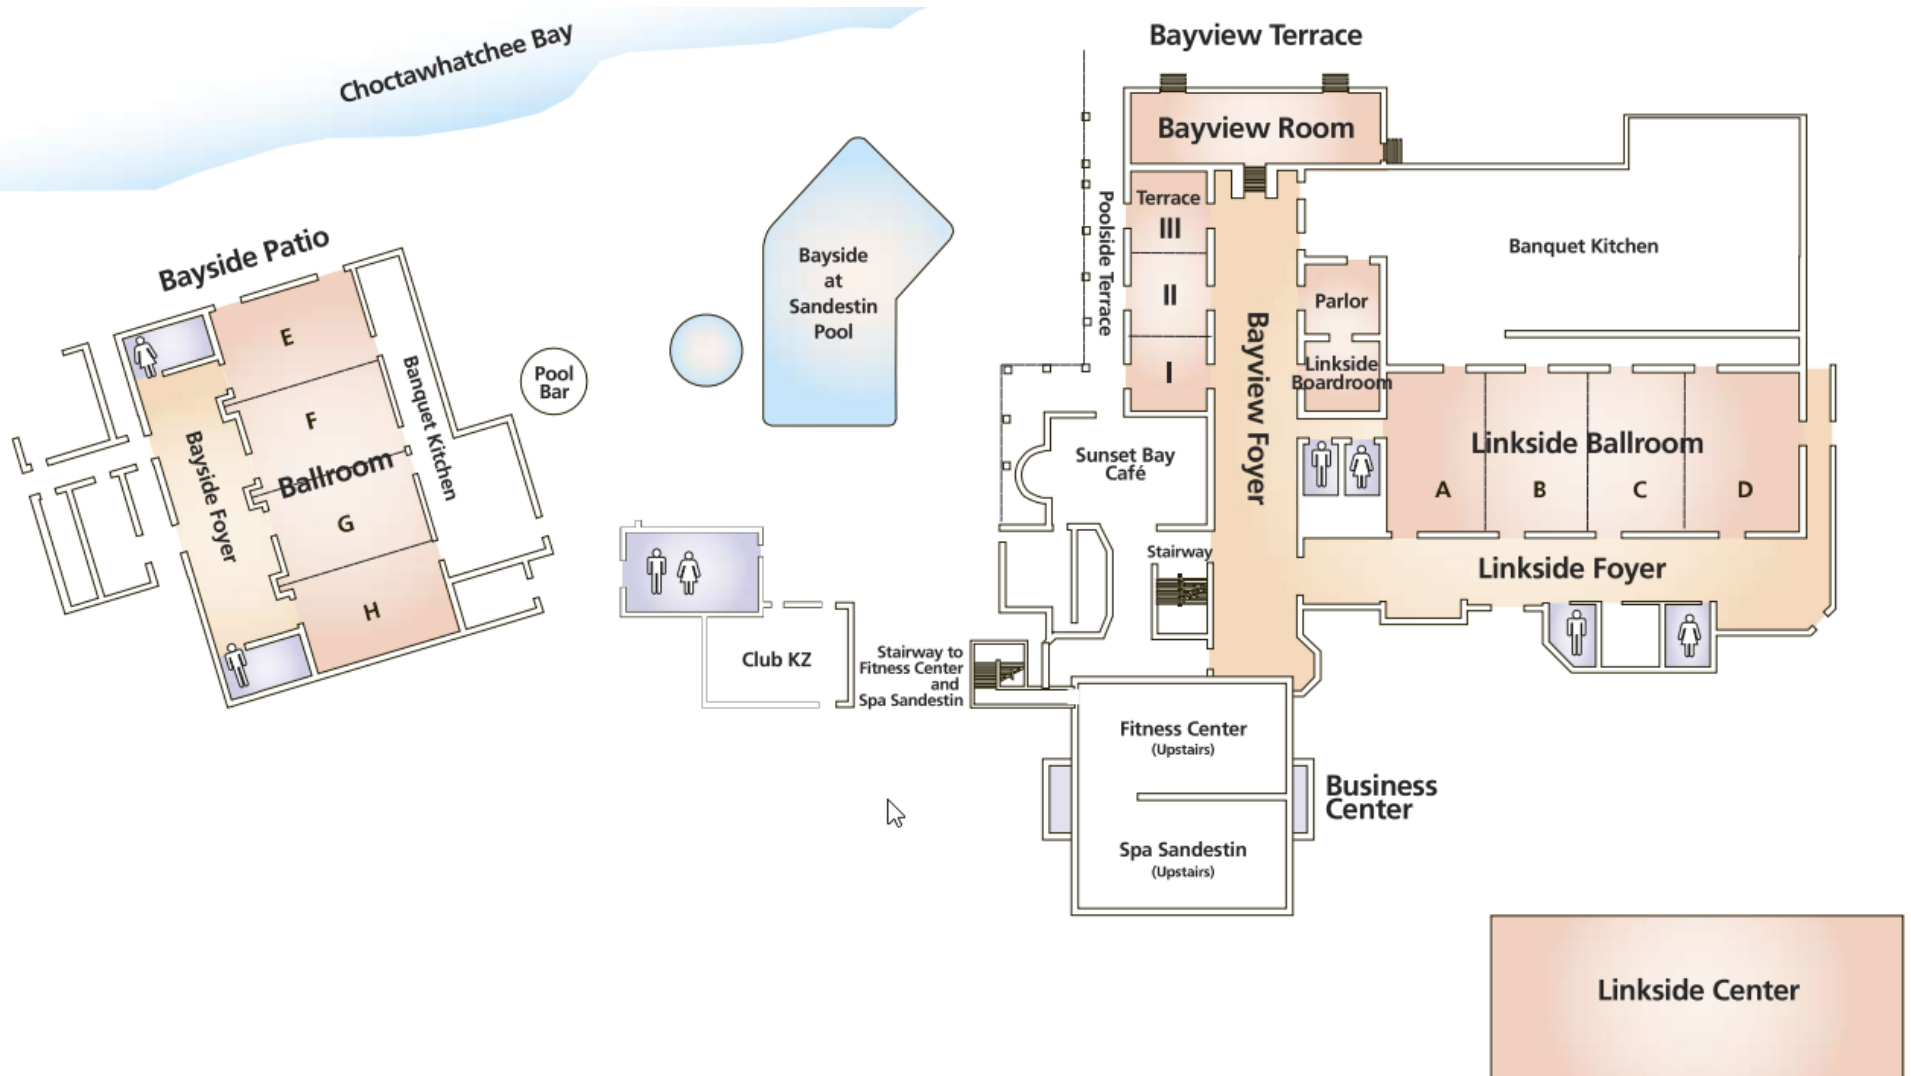 Choctawhatchee Bay
Bayview Terrace
Bayview Room
Terrace
III
II
I
Poolside Terrace
Bayview Foyer
Banquet Kitchen
Parlor
Linkside
Boardroom
Linkside Ballroom
A
B
C
D
Linkside Foyer
Bayside
at
Sandestin
Pool
Pool
Bar
Bayside Patio
E
F
Ballroom
G
H
Bayside Foyer
Banquet Kitchen
Sunset Bay
Café
Stairway
Club KZ
Stairway to
Fitness Center
and
Spa Sandestin
Fitness Center
(Upstairs)
Spa Sandestin
(Upstairs)
Business
Center
Linkside Center